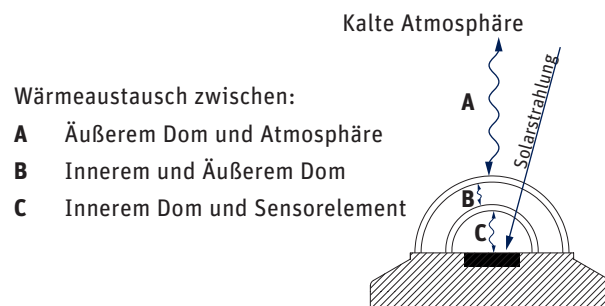 Kalte Atmosphäre
Wärmeaustausch zwischen:
A Äußerem Dom und Atmosphäre
B Innerem und Äußerem Dom
C Innerem Dom und Sensorelement
A
Solarstrahlung
B
C